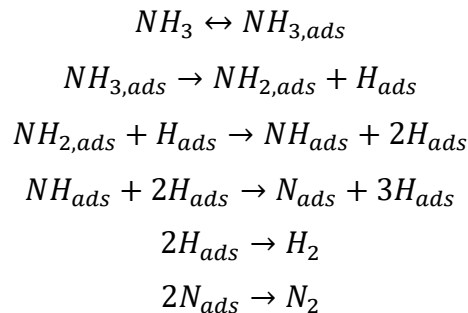 NH₃ ↔ NH₃,ads
NH₃,ads → NH₂,ads + Hads
NH₂,ads + Hads → NHads + 2Hads
NHads + 2Hads → Nads + 3Hads
2Hads → H₂
2Nads → N₂